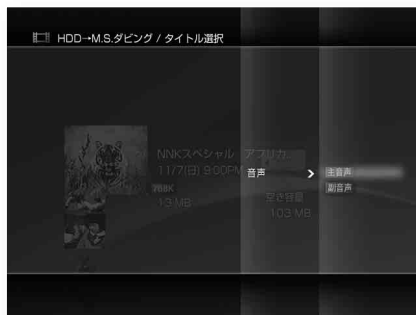 HDD→M.S.ダビング / タイトル選択
NNKスペシャル アフリカ
11/7(日) 9:00PM
音声
主音声
副音声
13 MB
空き容量
103 MB